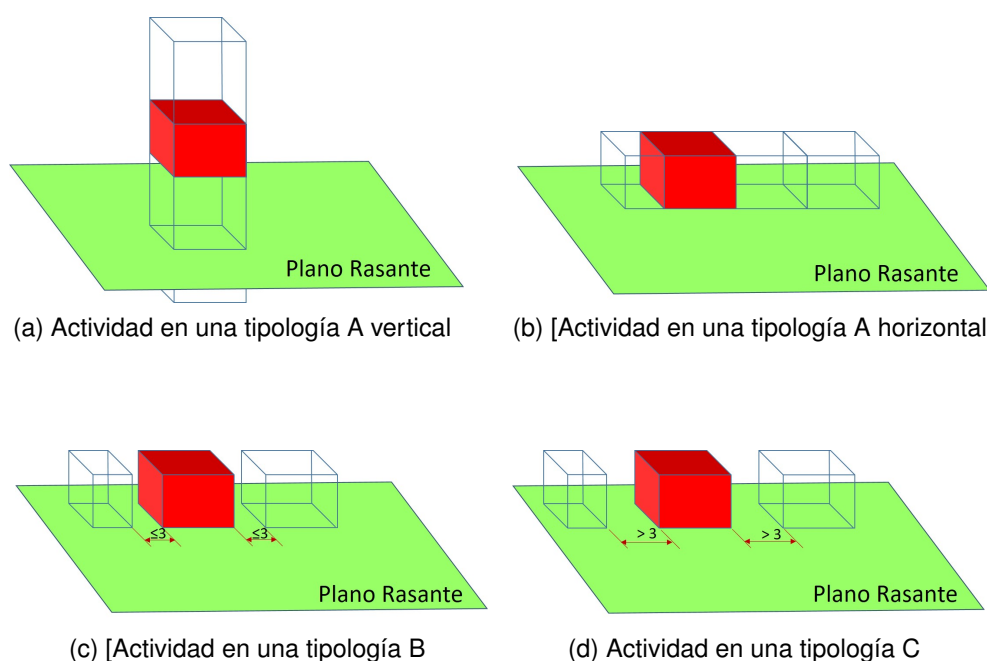 Plano Rasante
Plano Rasante
(a) Actividad en una tipología A vertical
(b) [Actividad en una tipología A horizontal
≤3
≤3
> 3
> 3
Plano Rasante
Plano Rasante
(c) [Actividad en una tipología B
(d) Actividad en una tipología C